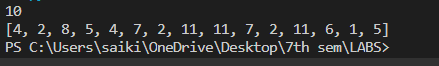 10
[4, 2, 8, 5, 4, 7, 2, 11, 11, 7, 2, 11, 6, 1, 5]
PS C:\Users\saiki\OneDrive\Desktop\7th sem\LABS>